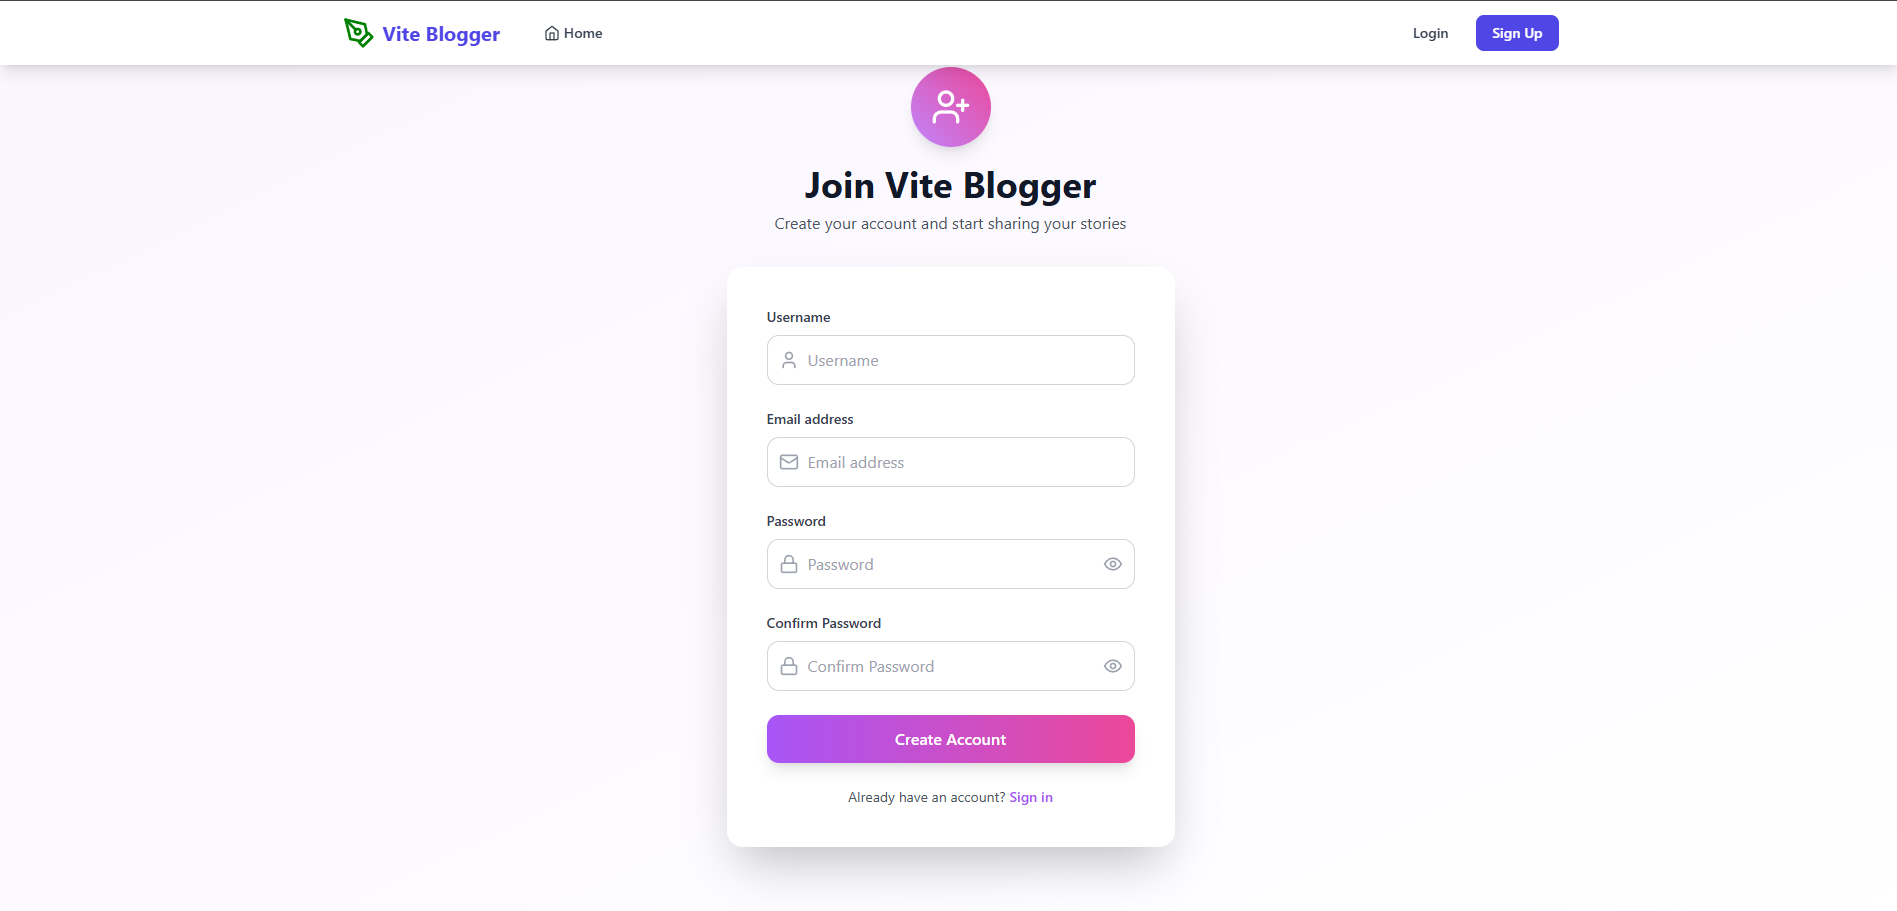 Vite Blogger Home Login Sign Up
Join Vite Blogger
Create your account and start sharing your stories
Username
Username
Email address
Email address
Password
Password
Confirm Password
Confirm Password
Create Account
Already have an account? Sign in